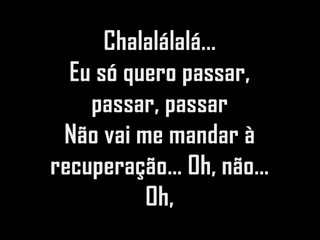 Chalalálalá...
Eu só quero passar,
passar, passar
Não vai me mandar à
recuperação... Oh, não...
Oh,